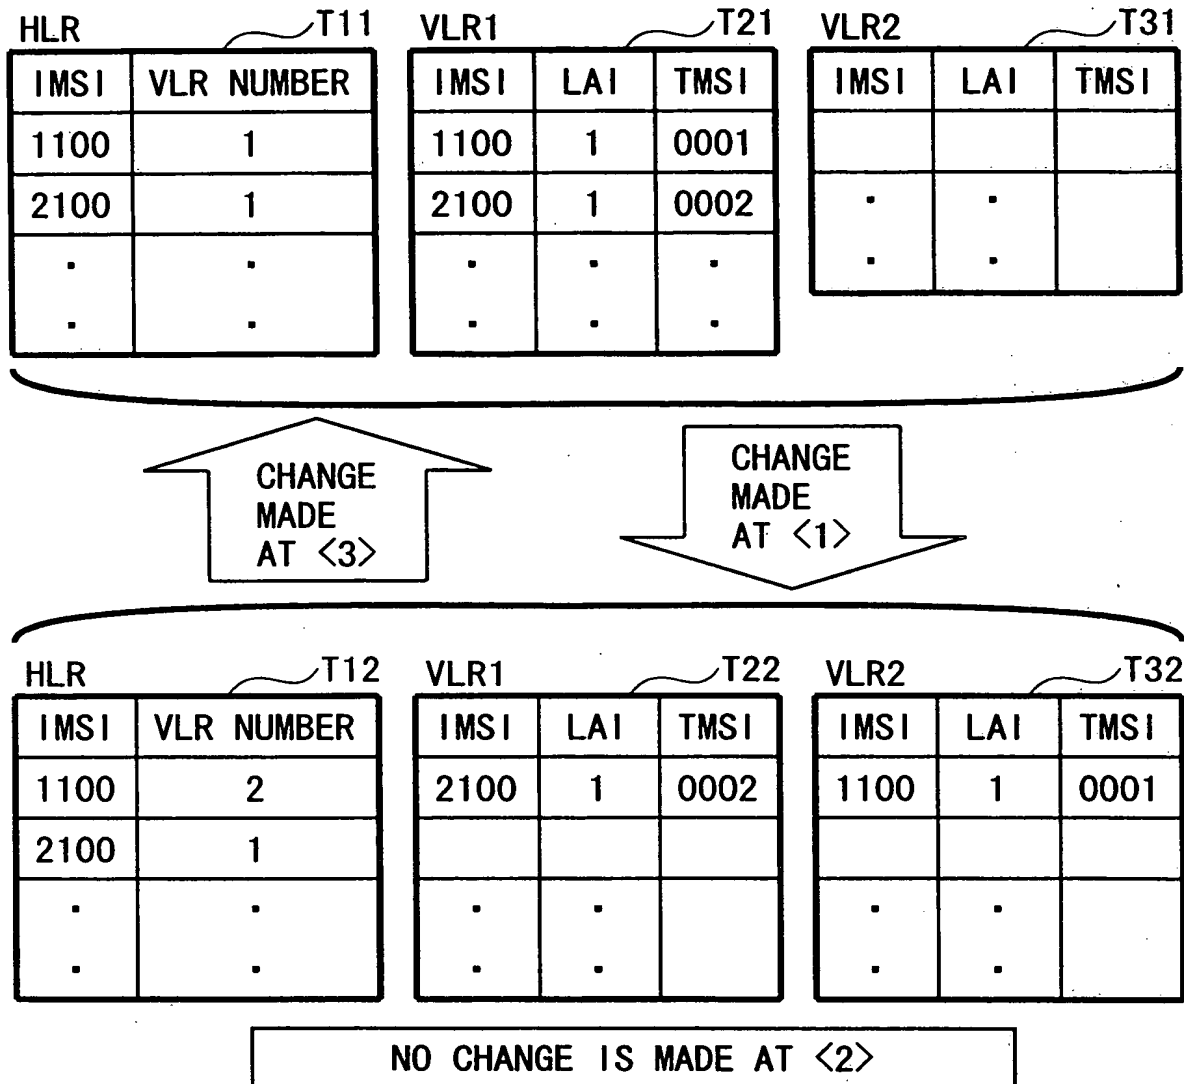 HLR T11 VLR1 T21 VLR2 T31
IMSI VLR NUMBER IMSI LAI TMSI IMSI LAI TMSI
1100 1 1100 1 0001
2100 1 2100 1 0002
CHANGE
MADE
AT <3>
CHANGE
MADE
AT <1>
HLR T12 VLR1 T22 VLR2 T32
IMSI VLR NUMBER IMSI LAI TMSI IMSI LAI TMSI
1100 2 2100 1 0002 1100 1 0001
2100 1
NO CHANGE IS MADE AT <2>